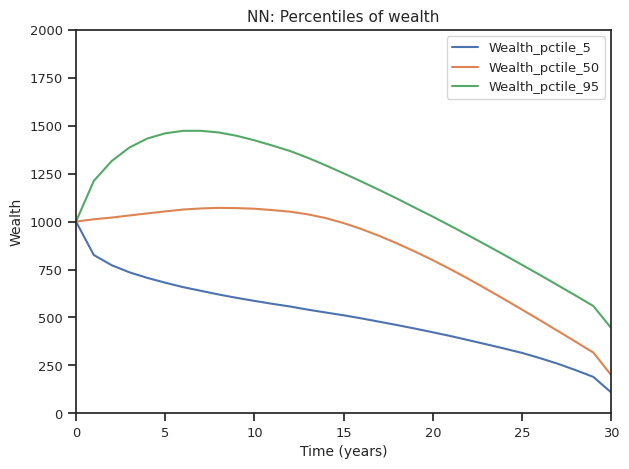 NN: Percentiles of wealth
2000
1750
1500
1250
1000
750
500
250
0
Wealth
Wealth_pctile_5
Wealth_pctile_50
Wealth_pctile_95
0 5 10 15 20 25 30
Time (years)